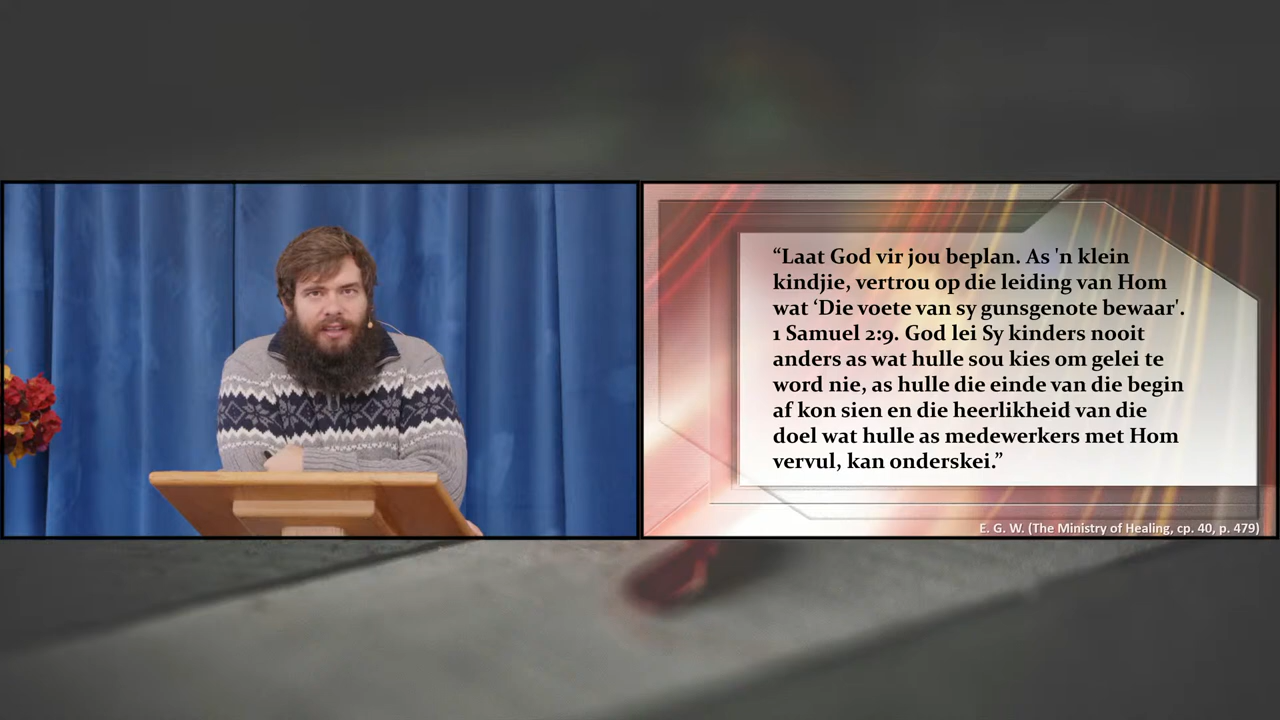 “Laat God vir jou beplan. As 'n klein
kindjie, vertrou op die leiding van Hom
wat ‘Die voete van sy gunsgenote bewaar'.
1 Samuel 2:9. God lei Sy kinders nooit
anders as wat hulle sou kies om gelei te
word nie, as hulle die einde van die begin
af kon sien en die heerlikheid van die
doel wat hulle as medewerkers met Hom
vervul, kan onderskei.”
E. G. W. (The Ministry of Healing, cp. 40, p. 479)